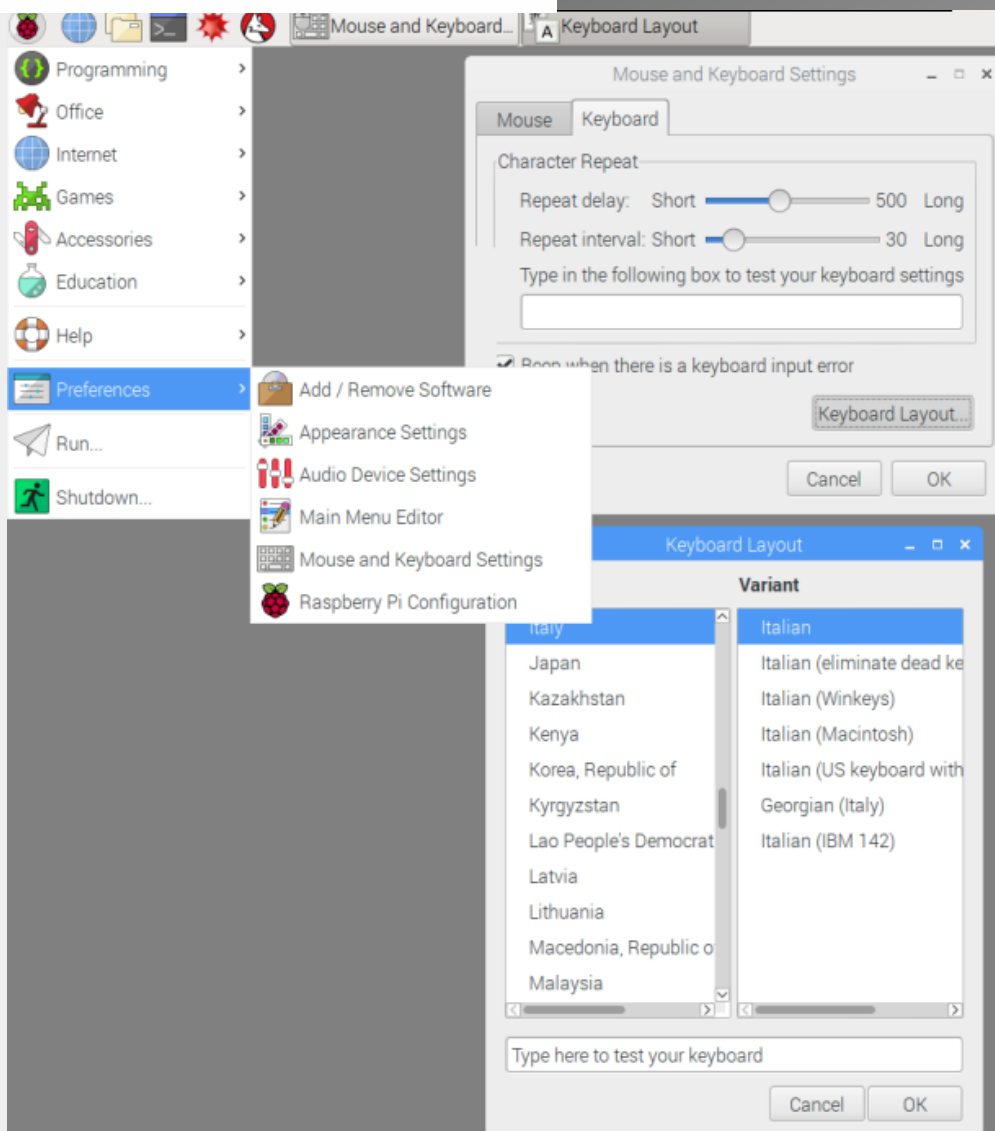 Mouse and Keyboard...
Keyboard Layout
Programming
Office
Internet
Games
Accessories
Education
Help
Preferences
Run...
Shutdown...
Add / Remove Software
Appearance Settings
Audio Device Settings
Main Menu Editor
Mouse and Keyboard Settings
Raspberry Pi Configuration
Mouse and Keyboard Settings
Mouse
Keyboard
Character Repeat
Repeat delay: Short 500 Long
Repeat interval: Short 30 Long
Type in the following box to test your keyboard settings
Beep when there is a keyboard input error
Keyboard Layout...
Cancel
OK
Keyboard Layout
Variant
Italy
Japan
Kazakhstan
Kenya
Korea, Republic of
Kyrgyzstan
Lao People's Democrat
Latvia
Lithuania
Macedonia, Republic o
Malaysia
Italian
Italian (eliminate dead ke
Italian (Winkeys)
Italian (Macintosh)
Italian (US keyboard with
Georgian (Italy)
Italian (IBM 142)
Type here to test your keyboard
Cancel
OK